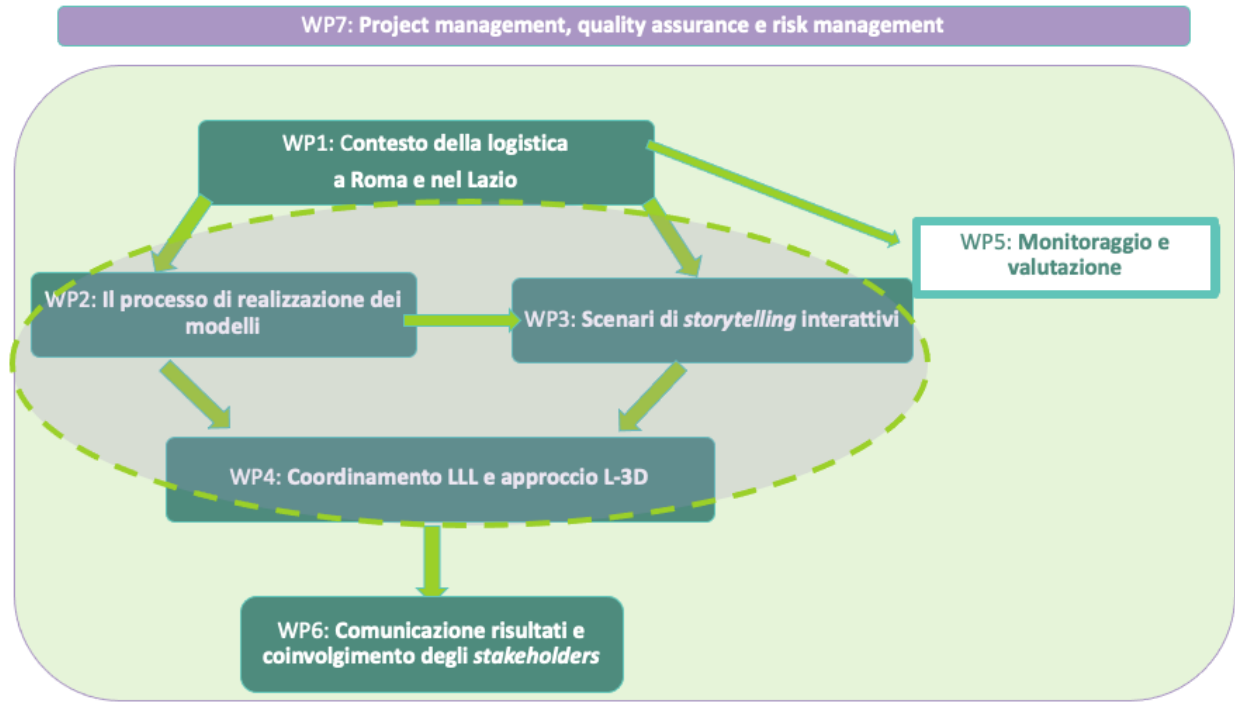 WP7: Project management, quality assurance e risk management
WP1: Contesto della logistica
a Roma e nel Lazio
WP5: Monitoraggio e
valutazione
WP2: Il processo di realizzazione dei
modelli
WP3: Scenari di storytelling interattivi
WP4: Coordinamento LLL e approccio L-3D
WP6: Comunicazione risultati e
coinvolgimento degli stakeholders